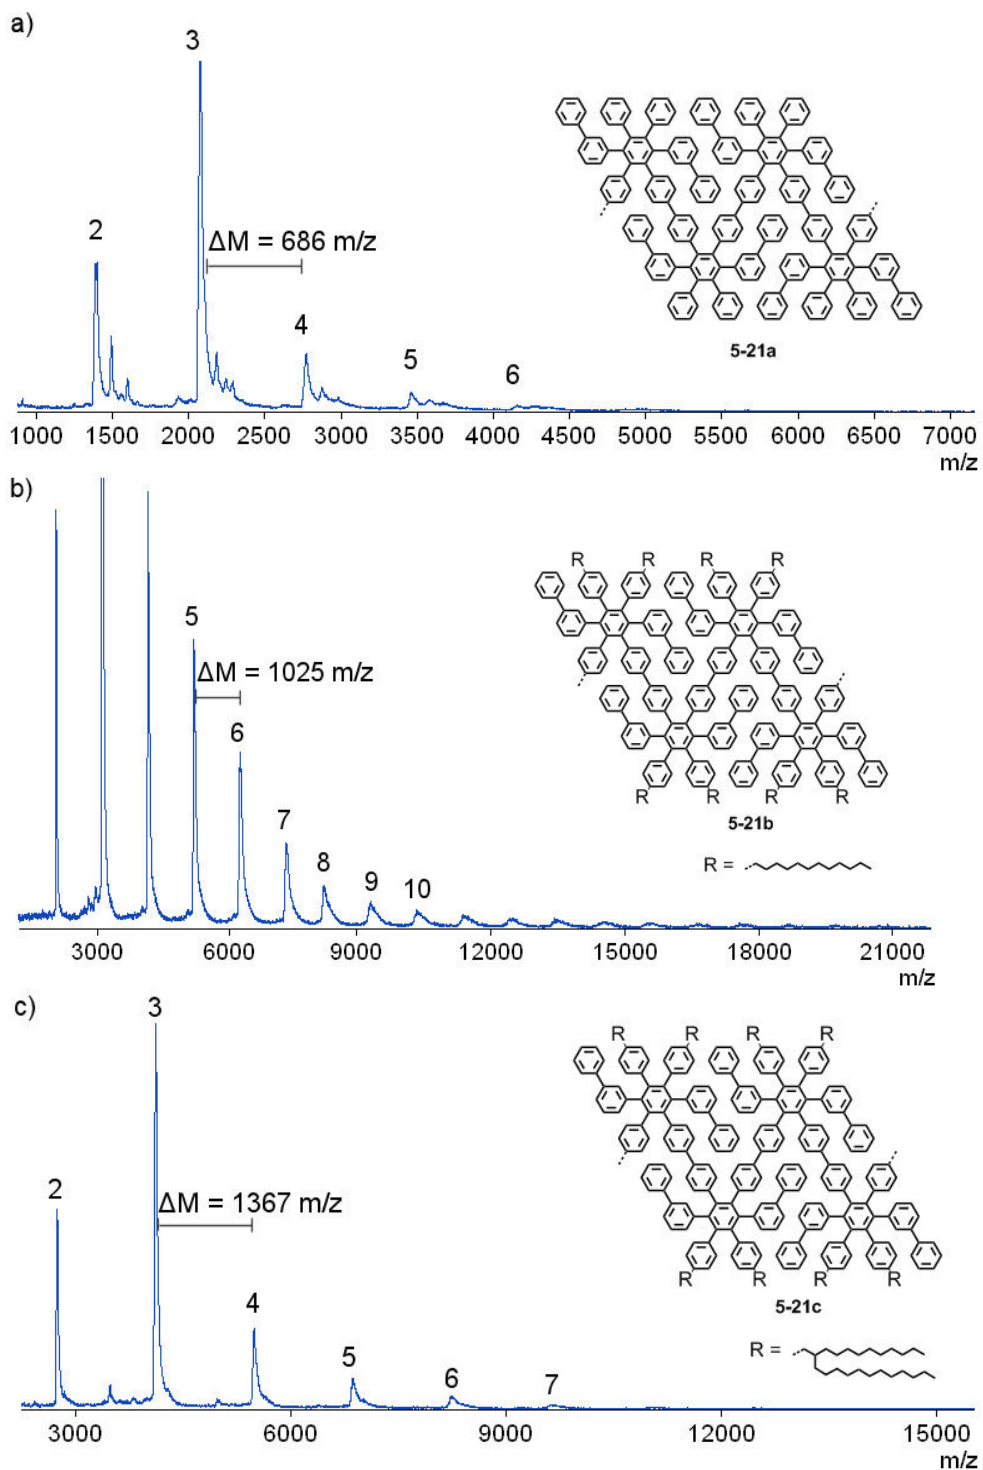 a)
3
2
ΔM = 686 m/z
4
5
6
5-21a
1000 1500 2000 2500 3000 3500 4000 4500 5000 5500 6000 6500 7000
m/z
b)
R R R R
5
ΔM = 1025 m/z
6
7
8
9
10
R R R R
5-21b
R =
3000 6000 9000 12000 15000 18000 21000
m/z
c)
3
R R R R
2
ΔM = 1367 m/z
4
5
6
7
R R R R
5-21c
R =
3000 6000 9000 12000 15000
m/z